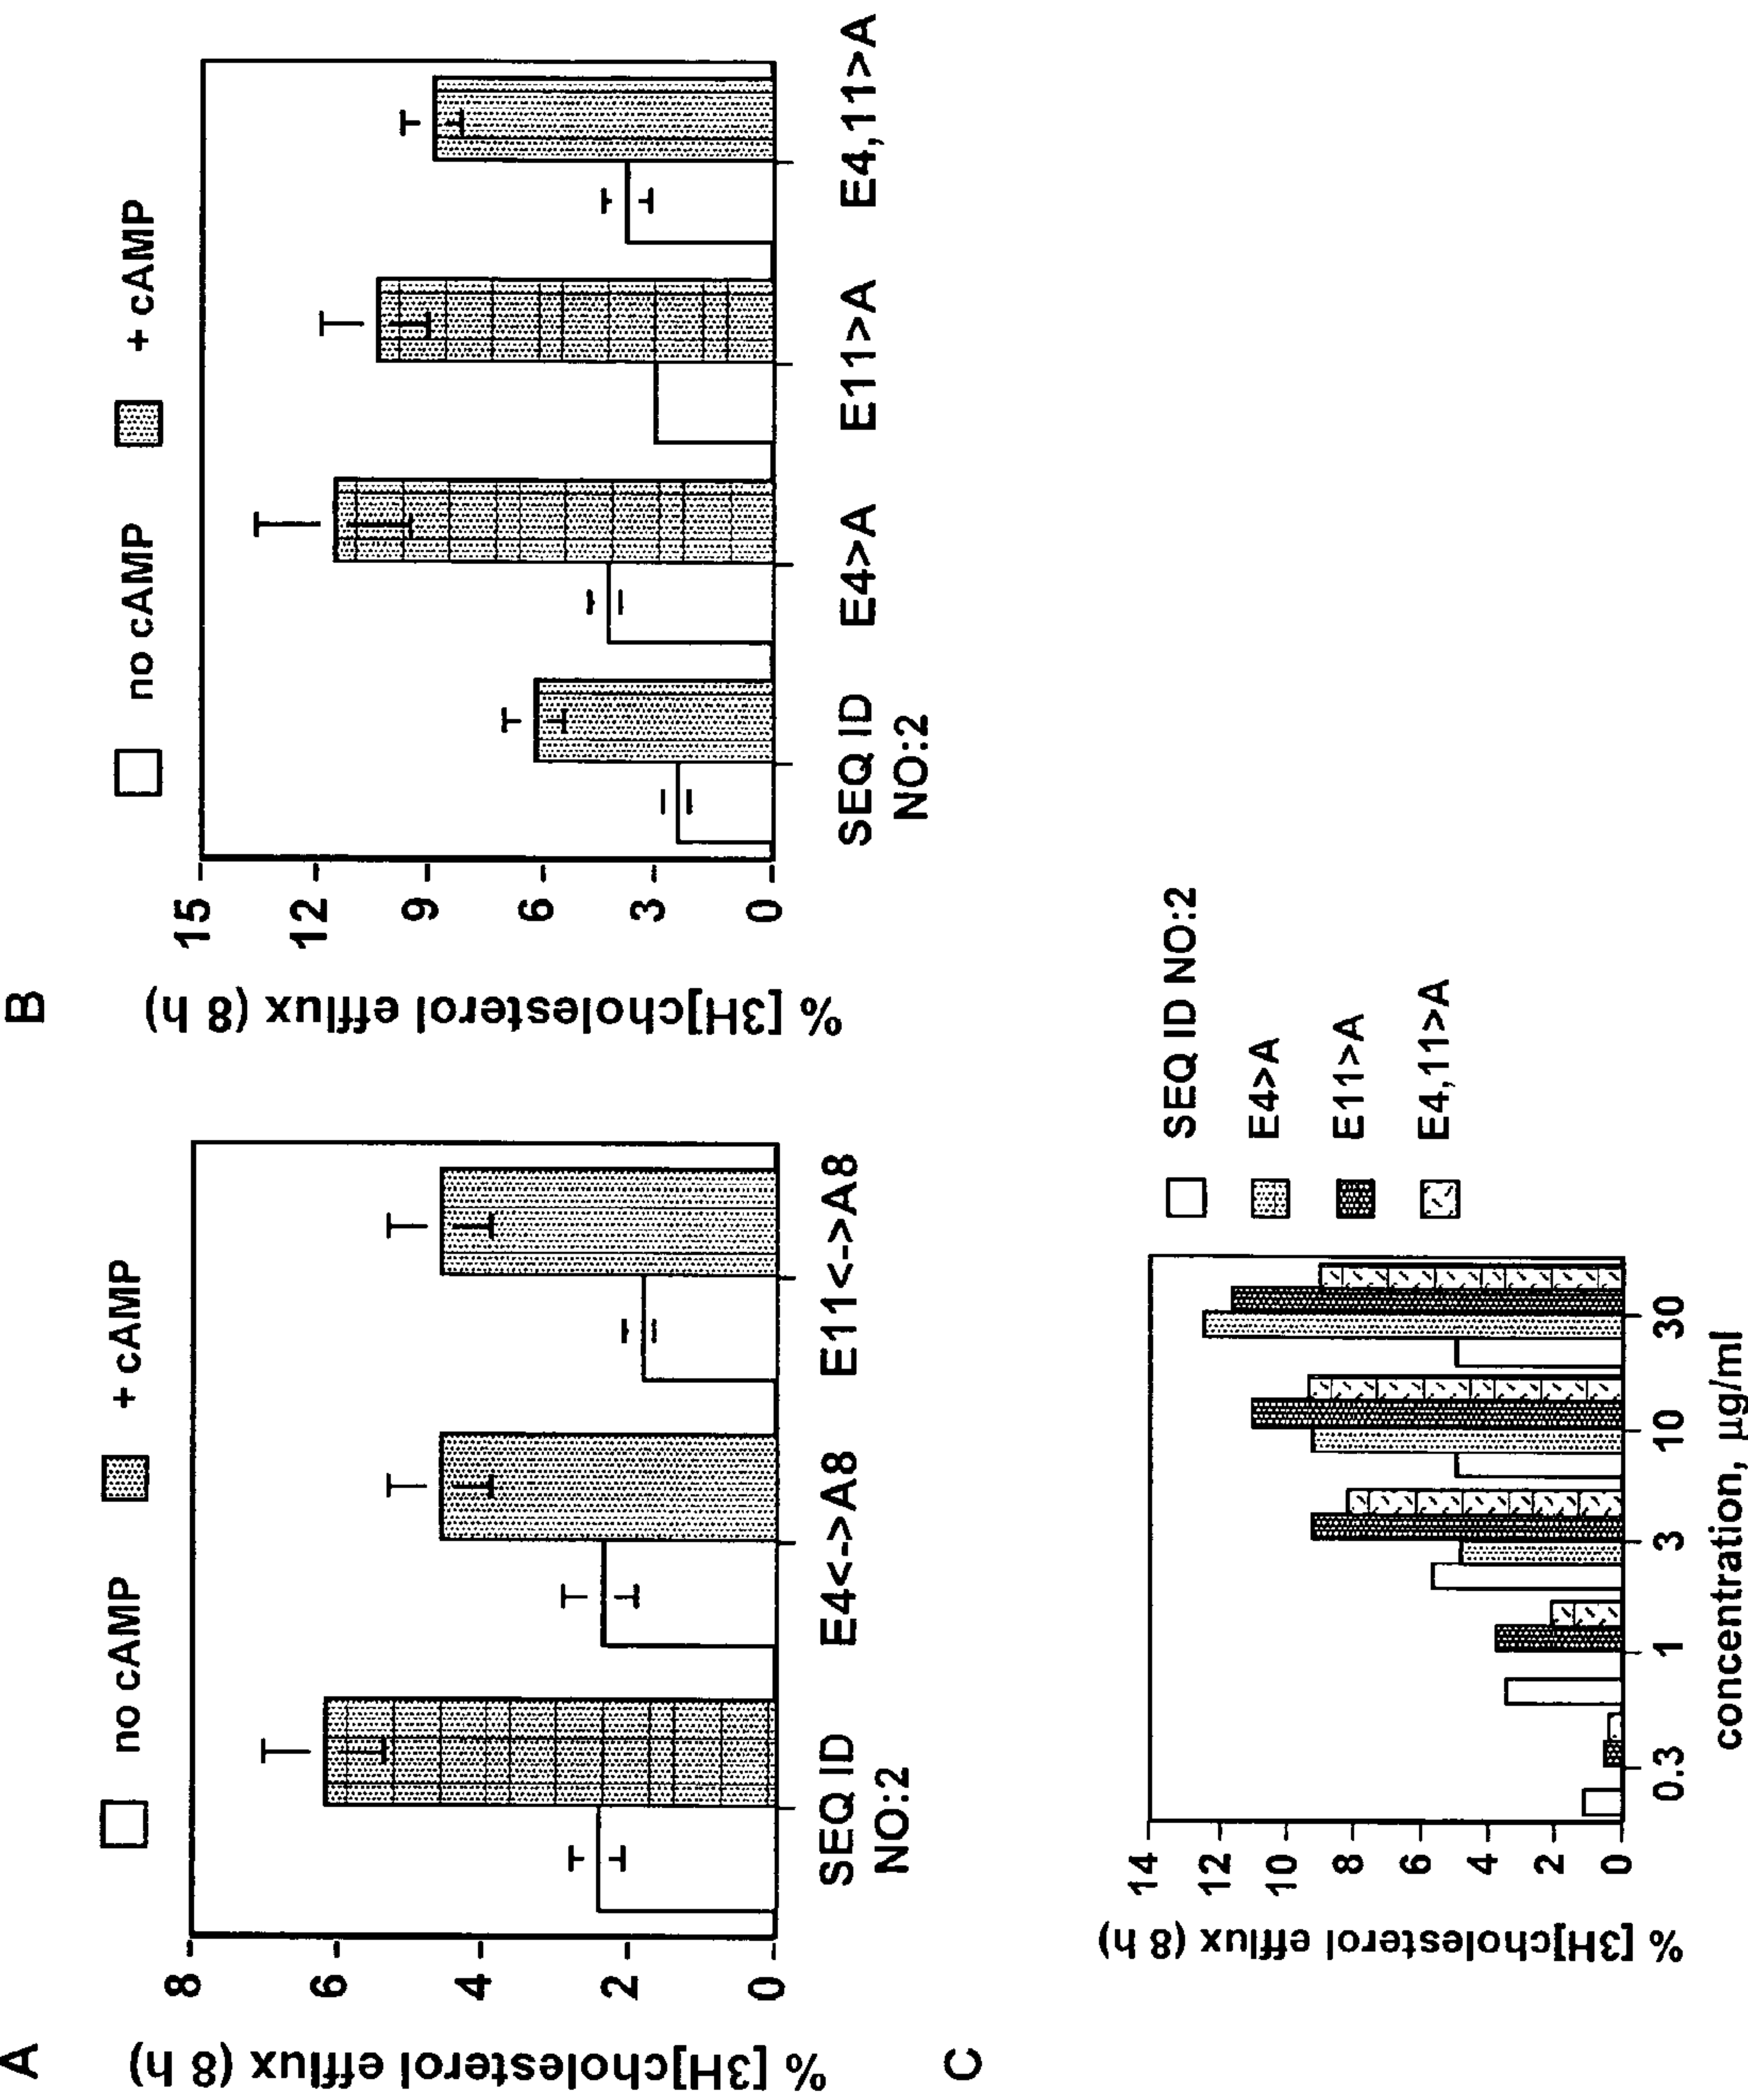 A
no cAMP
+ cAMP
% [3H]cholesterol efflux (8 h)
8
6
4
2
0
SEQ ID
NO:2
E4<->A8
E11<->A8
B
no cAMP
+ cAMP
% [3H]cholesterol efflux (8 h)
15
12
9
6
3
0
SEQ ID
NO:2
E4>A
E11>A
E4,11>A
C
% [3H]cholesterol efflux (8 h)
14
12
10
8
6
4
2
0
0.3
1
3
10
30
concentration, µg/ml
SEQ ID NO:2
E4>A
E11>A
E4,11>A